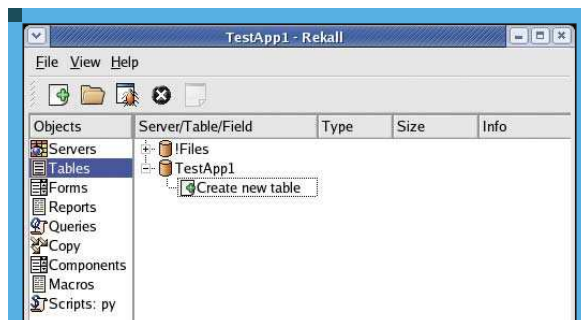 TestApp1 - Rekall
File View Help
Objects Server/Table/Field Type Size Info
Servers !Files
Tables TestApp1
Forms Create new table
Reports
Queries
Copy
Components
Macros
Scripts: py